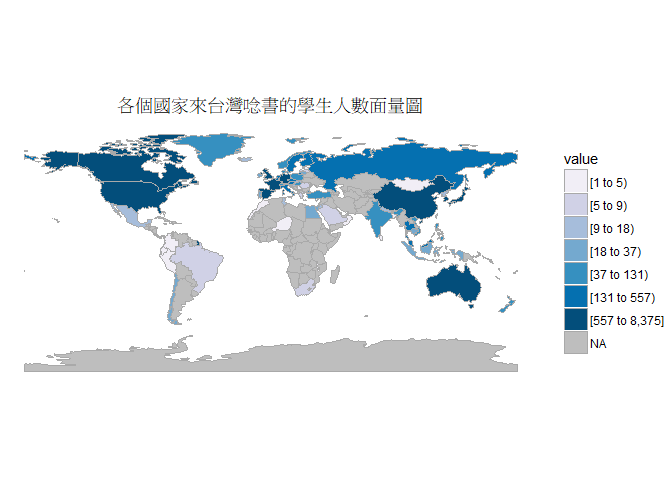 各個國家來台灣唸書的學生人數面量圖
value
[1 to 5)
[5 to 9)
[9 to 18)
[18 to 37)
[37 to 131)
[131 to 557)
[557 to 8,375]
NA